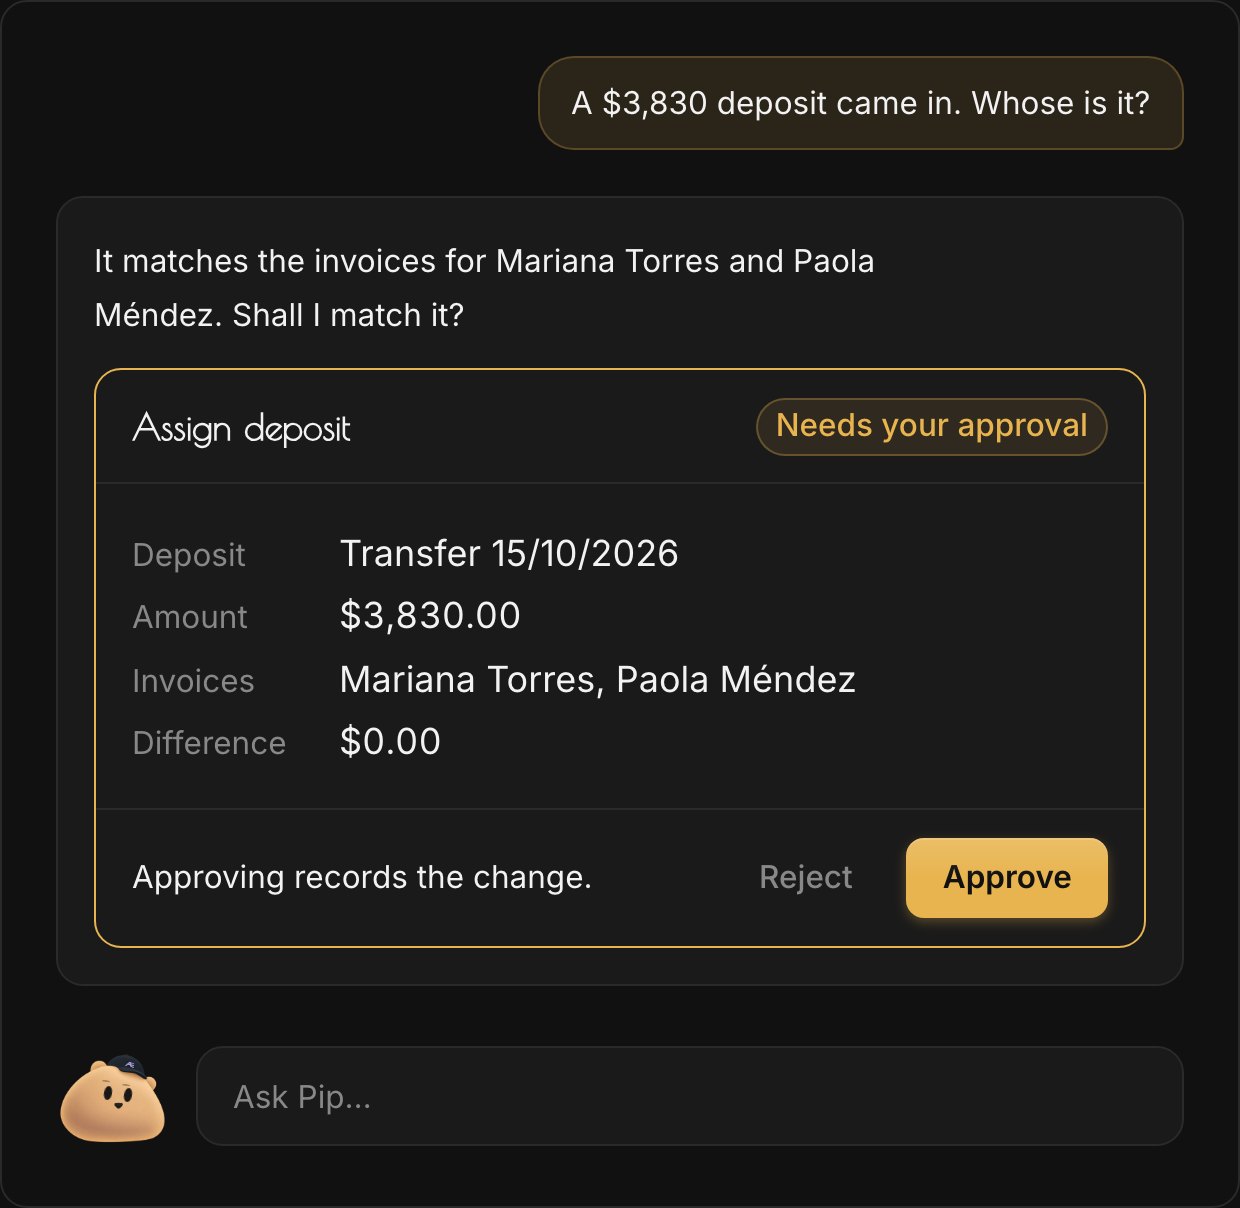 A $3,830 deposit came in. Whose is it?
It matches the invoices for Mariana Torres and Paola
Méndez. Shall I match it?
Assign deposit
Needs your approval
Deposit Transfer 15/10/2026
Amount $3,830.00
Invoices Mariana Torres, Paola Méndez
Difference $0.00
Approving records the change.
Reject
Approve
Ask Pip...